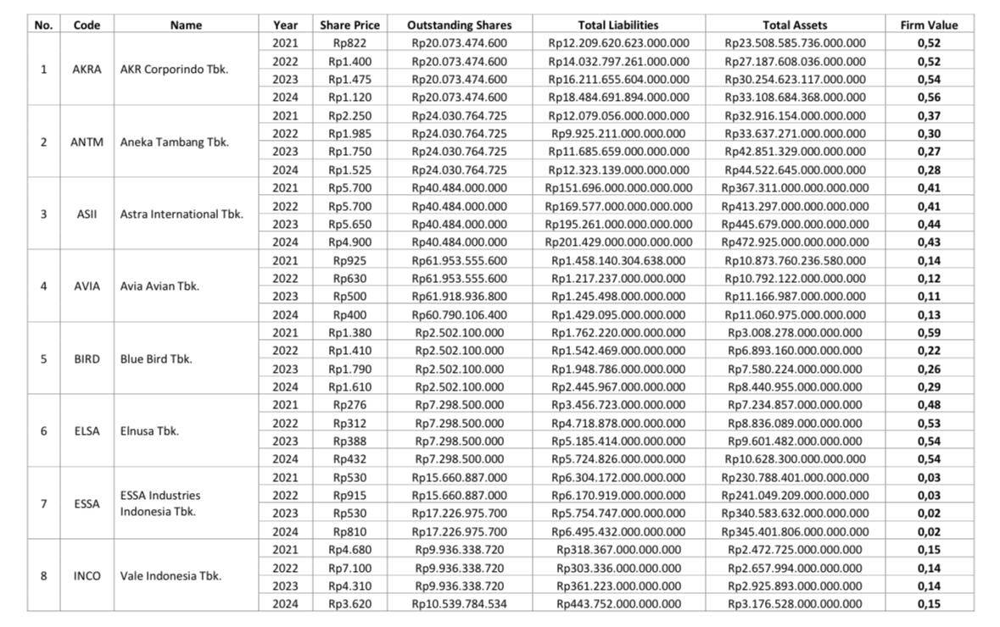 No. Code Name Year Share Price Outstanding Shares Total Liabilities Total Assets Firm Value
2021 Rp822 Rp20.073.474.600 Rp12.209.620.623.000.000 Rp23.508.585.736.000.000 0,52
2022 Rp1.400 Rp20.073.474.600 Rp14.032.797.261.000.000 Rp27.187.608.036.000.000 0,52
1 AKRA AKR Corporindo Tbk.
2023 Rp1.475 Rp20.073.474.600 Rp16.211.655.604.000.000 Rp30.254.623.117.000.000 0,54
2024 Rp1.120 Rp20.073.474.600 Rp18.484.691.894.000.000 Rp33.108.684.368.000.000 0,56
2021 Rp2.250 Rp24.030.764.725 Rp12.079.056.000.000.000 Rp32.916.154.000.000.000 0,37
2022 Rp1.985 Rp24.030.764.725 Rp9.925.211.000.000.000 Rp33.637.271.000.000.000 0,30
2 ANTM Aneka Tambang Tbk.
2023 Rp1.750 Rp24.030.764.725 Rp11.685.659.000.000.000 Rp42.851.329.000.000.000 0,27
2024 Rp1.525 Rp24.030.764.725 Rp12.323.139.000.000.000 Rp44.522.645.000.000.000 0,28
2021 Rp5.700 Rp40.484.000.000 Rp151.696.000.000.000.000 Rp367.311.000.000.000.000 0,41
2022 Rp5.700 Rp40.484.000.000 Rp169.577.000.000.000.000 Rp413.297.000.000.000.000 0,41
3 ASII Astra International Tbk.
2023 Rp5.650 Rp40.484.000.000 Rp195.261.000.000.000.000 Rp445.679.000.000.000.000 0,44
2024 Rp4.900 Rp40.484.000.000 Rp201.429.000.000.000.000 Rp472.925.000.000.000.000 0,43
2021 Rp925 Rp61.953.555.600 Rp1.458.140.304.638.000 Rp10.873.760.236.580.000 0,14
2022 Rp630 Rp61.953.555.600 Rp1.217.237.000.000.000 Rp10.792.122.000.000.000 0,12
4 AVIA Avia Avian Tbk.
2023 Rp500 Rp61.918.936.800 Rp1.245.498.000.000.000 Rp11.166.987.000.000.000 0,11
2024 Rp400 Rp60.790.106.400 Rp1.429.095.000.000.000 Rp11.060.975.000.000.000 0,13
2021 Rp1.380 Rp2.502.100.000 Rp1.762.220.000.000.000 Rp3.008.278.000.000.000 0,59
2022 Rp1.410 Rp2.502.100.000 Rp1.542.469.000.000.000 Rp6.893.160.000.000.000 0,22
5 BIRD Blue Bird Tbk.
2023 Rp1.790 Rp2.502.100.000 Rp1.948.786.000.000.000 Rp7.580.224.000.000.000 0,26
2024 Rp1.610 Rp2.502.100.000 Rp2.445.967.000.000.000 Rp8.440.955.000.000.000 0,29
2021 Rp276 Rp7.298.500.000 Rp3.456.723.000.000.000 Rp7.234.857.000.000.000 0,48
2022 Rp312 Rp7.298.500.000 Rp4.718.878.000.000.000 Rp8.836.089.000.000.000 0,53
6 ELSA Elnusa Tbk.
2023 Rp388 Rp7.298.500.000 Rp5.185.414.000.000.000 Rp9.601.482.000.000.000 0,54
2024 Rp432 Rp7.298.500.000 Rp5.724.826.000.000.000 Rp10.628.300.000.000.000 0,54
2021 Rp530 Rp15.660.887.000 Rp6.304.172.000.000.000 Rp230.788.401.000.000.000 0,03
2022 Rp915 Rp15.660.887.000 Rp6.170.919.000.000.000 Rp241.049.209.000.000.000 0,03
7 ESSA ESSA Industries
Indonesia Tbk.
2023 Rp530 Rp17.226.975.700 Rp5.754.747.000.000.000 Rp340.583.632.000.000.000 0,02
2024 Rp810 Rp17.226.975.700 Rp6.495.432.000.000.000 Rp345.401.806.000.000.000 0,02
2021 Rp4.680 Rp9.936.338.720 Rp318.367.000.000.000 Rp2.472.725.000.000.000 0,15
2022 Rp7.100 Rp9.936.338.720 Rp303.336.000.000.000 Rp2.657.994.000.000.000 0,14
8 INCO Vale Indonesia Tbk.
2023 Rp4.310 Rp9.936.338.720 Rp361.223.000.000.000 Rp2.925.893.000.000.000 0,14
2024 Rp3.620 Rp10.539.784.534 Rp443.752.000.000.000 Rp3.176.528.000.000.000 0,15